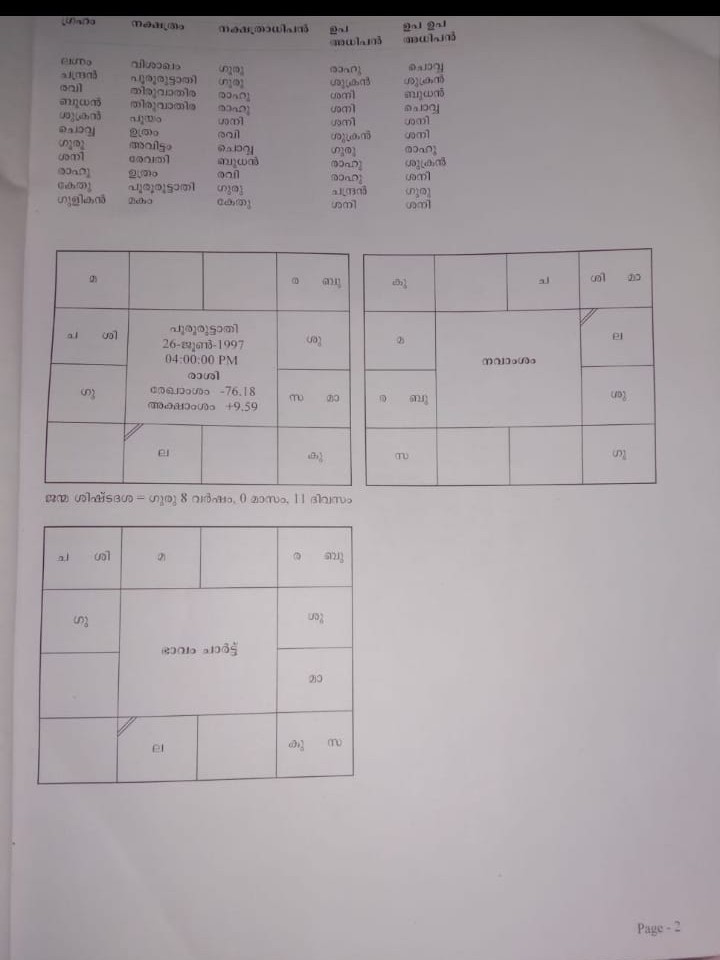 ഗ്രഹം നക്ഷത്രം നക്ഷത്രാധിപൻ ഉപ അധിപൻ ഉപ ഉപ അധിപൻ
ലഗ്നം വിശാഖം ഗുരു രാഹു ചൊവ്വ
ചന്ദ്രൻ പൂരുരുട്ടാതി ഗുരു ശുക്രൻ ശുക്രൻ
രവി തിരുവാതിര രാഹു ശനി ബുധൻ
ബുധൻ തിരുവാതിര രാഹു ശനി ചൊവ്വ
ശുക്രൻ പൂയം ശനി ശനി ശനി
ചൊവ്വ ഉത്രം രവി ശുക്രൻ ശനി
ഗുരു അവിട്ടം ചൊവ്വ ഗുരു രാഹു
ശനി രേവതി ബുധൻ രാഹു ശുക്രൻ
രാഹു ഉത്രം രവി രാഹു ശനി
കേതു പൂരുരുട്ടാതി ഗുരു ചന്ദ്രൻ ഗുരു
ഗുളികൻ മകം കേതു ശനി ശനി
മ ര ബു
ച ശി ശു
ഗു സ മാ
ല കു
പൂരുരുട്ടാതി
26-ജൂൺ-1997
04:00:00 PM
രാശി
രേഖാംശം -76.18
അക്ഷാംശം +9.59
കു ച ശി മാ
മ ല
നവാംശം
ര ബു ശു
സ ഗു
ജന്മ ശിഷ്ടദശ = ഗുരു 8 വർഷം, 0 മാസം, 11 ദിവസം
ച ശി മ ര ബു
ഗു ശു
ഭാവം ചാർട്ട്
മാ
ല കു സ
Page - 2